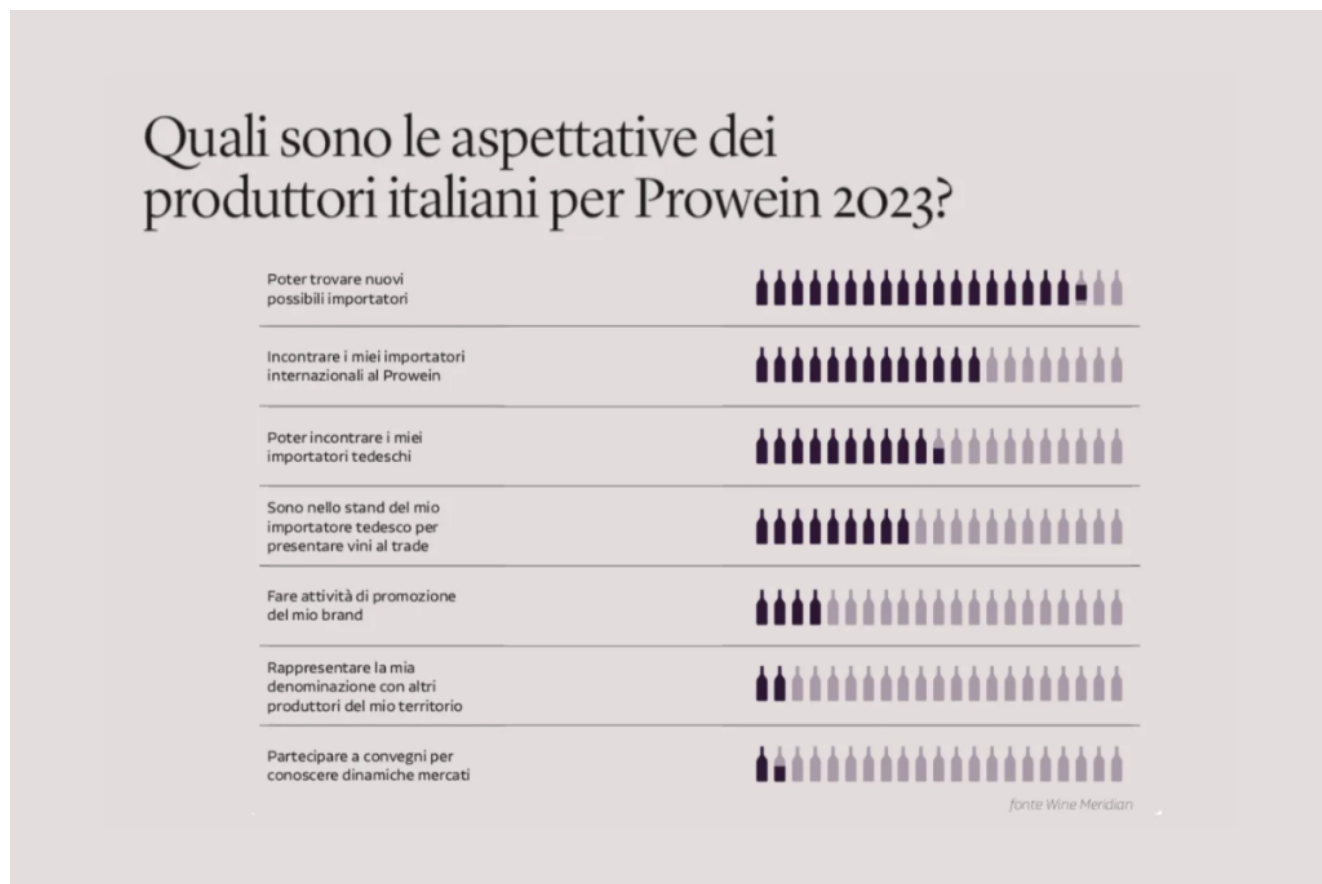 Quali sono le aspettative dei
produttori italiani per Prowein 2023?
Poter trovare nuovi
possibili importatori
Incontrare i miei importatori
internazionali al Prowein
Poter incontrare i miei
importatori tedeschi
Sono nello stand del mio
importatore tedesco per
presentare vini al trade
Fare attività di promozione
del mio brand
Rappresentare la mia
denominazione con altri
produttori del mio territorio
Partecipare a convegni per
conoscere dinamiche mercati
fonte Wine Meridian